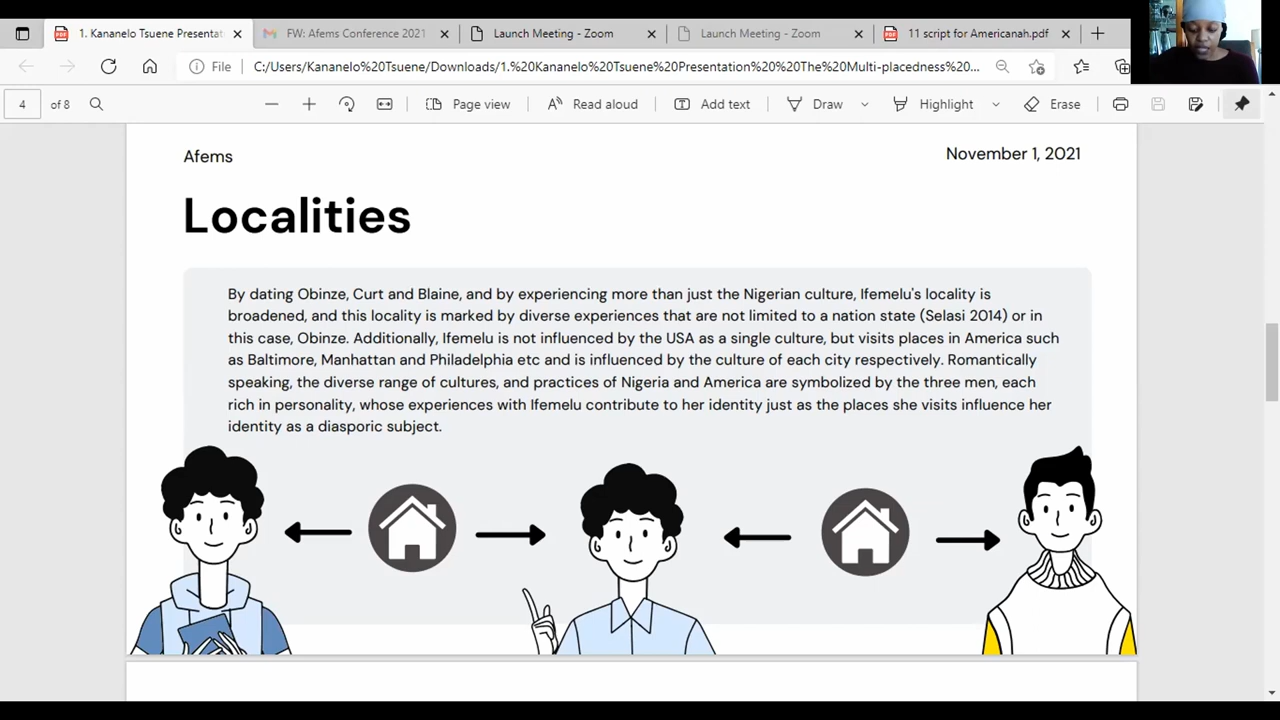 1. Kananelo Tsuene Presentat
FW: Afems Conference 2021
Launch Meeting - Zoom
Launch Meeting - Zoom
11 script for Americanah.pdf
File
C:/Users/Kananelo%20Tsuene/Downloads/1.%20Kananelo%20Tsuene%20Presentation%20%20The%20Multi-placedness%20...
4 of 8
Page view
Read aloud
Add text
Draw
Highlight
Erase
Afems
November 1, 2021
Localities
By dating Obinze, Curt and Blaine, and by experiencing more than just the Nigerian culture, Ifemelu's locality is
broadened, and this locality is marked by diverse experiences that are not limited to a nation state (Selasi 2014) or in
this case, Obinze. Additionally, Ifemelu is not influenced by the USA as a single culture, but visits places in America such
as Baltimore, Manhattan and Philadelphia etc and is influenced by the culture of each city respectively. Romantically
speaking, the diverse range of cultures, and practices of Nigeria and America are symbolized by the three men, each
rich in personality, whose experiences with Ifemelu contribute to her identity just as the places she visits influence her
identity as a diasporic subject.